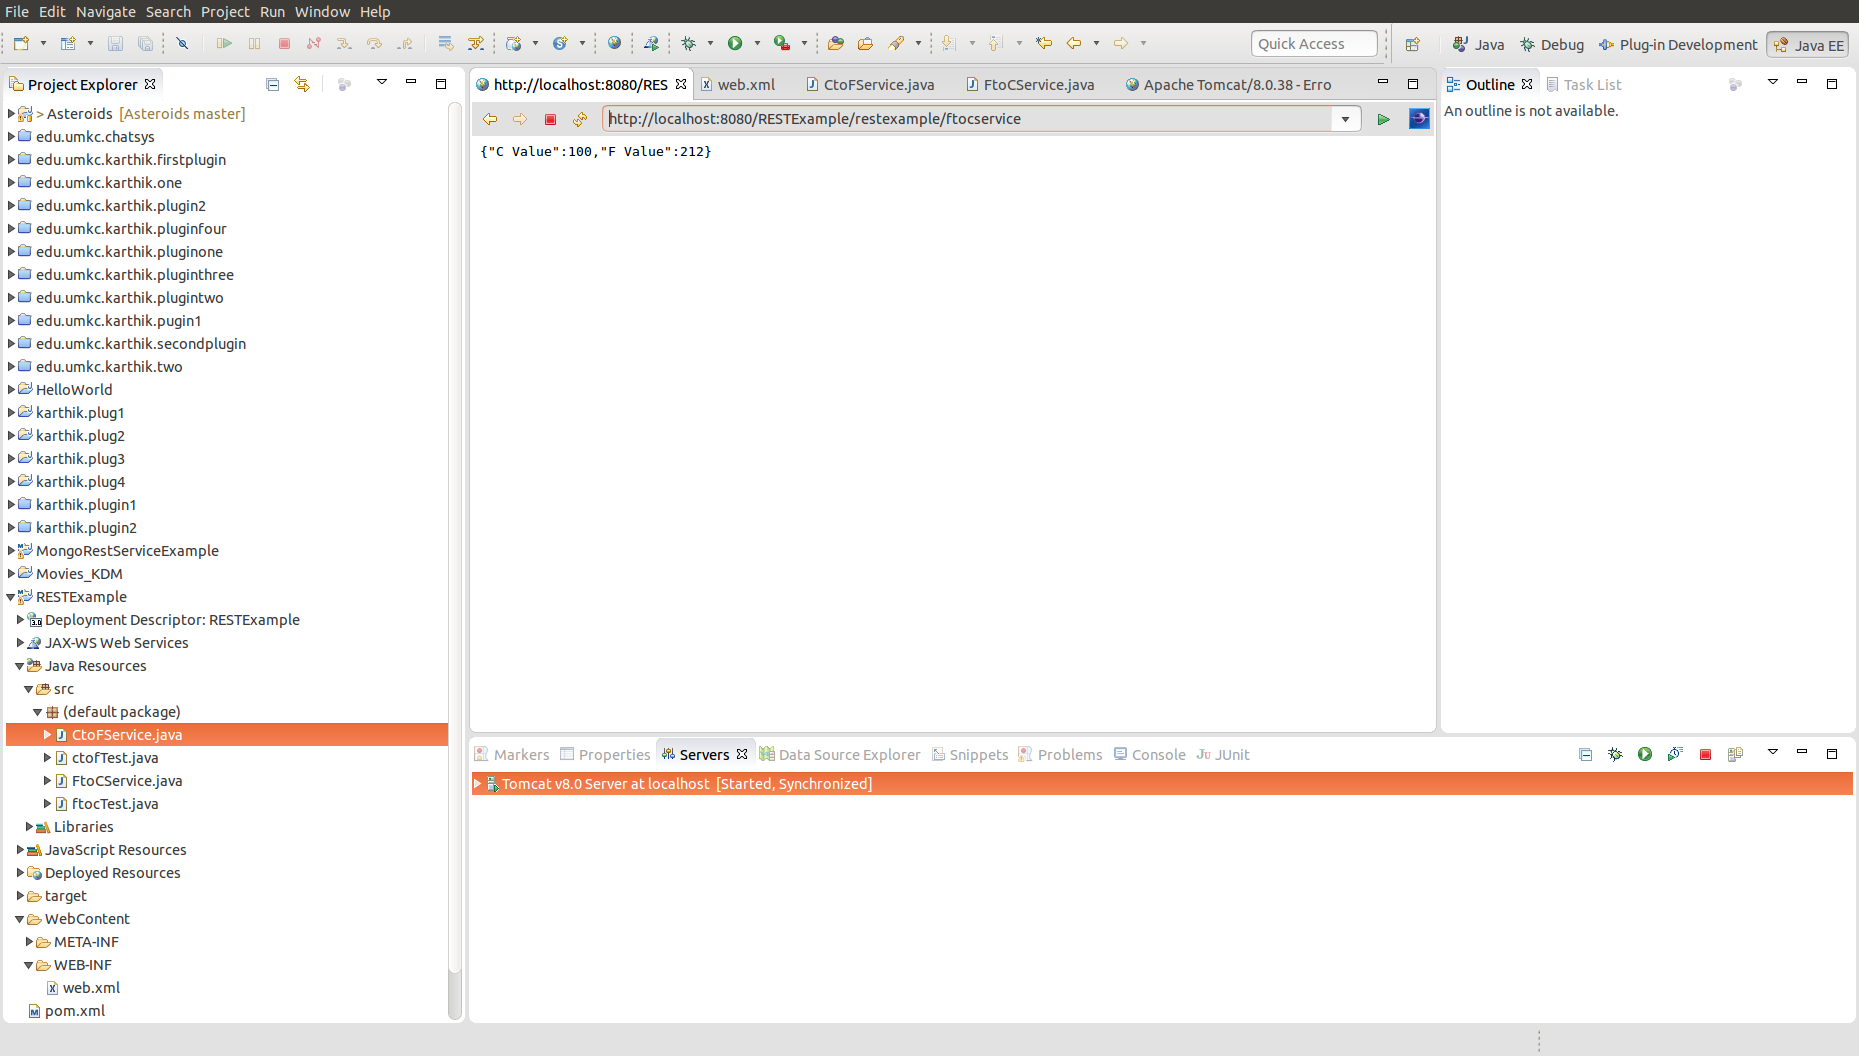 File Edit Navigate Search Project Run Window Help
Quick Access
Java
Debug
Plug-in Development
Java EE
Project Explorer
> Asteroids [Asteroids master]
edu.umkc.chatsys
edu.umkc.karthik.firstplugin
edu.umkc.karthik.one
edu.umkc.karthik.plugin2
edu.umkc.karthik.pluginfour
edu.umkc.karthik.pluginone
edu.umkc.karthik.pluginthree
edu.umkc.karthik.plugintwo
edu.umkc.karthik.pugin1
edu.umkc.karthik.secondplugin
edu.umkc.karthik.two
HelloWorld
karthik.plug1
karthik.plug2
karthik.plug3
karthik.plug4
karthik.plugin1
karthik.plugin2
MongoRestServiceExample
Movies_KDM
RESTExample
Deployment Descriptor: RESTExample
JAX-WS Web Services
Java Resources
src
(default package)
CtoFService.java
ctofTest.java
FtoCService.java
ftocTest.java
Libraries
JavaScript Resources
Deployed Resources
target
WebContent
META-INF
WEB-INF
web.xml
pom.xml
http://localhost:8080/RES
web.xml
CtoFService.java
FtoCService.java
Apache Tomcat/8.0.38 - Erro
http://localhost:8080/RESTExample/restexample/ftocservice
{"C Value":100,"F Value":212}
Outline
Task List
An outline is not available.
Markers
Properties
Servers
Data Source Explorer
Snippets
Problems
Console
JUnit
Tomcat v8.0 Server at localhost [Started, Synchronized]